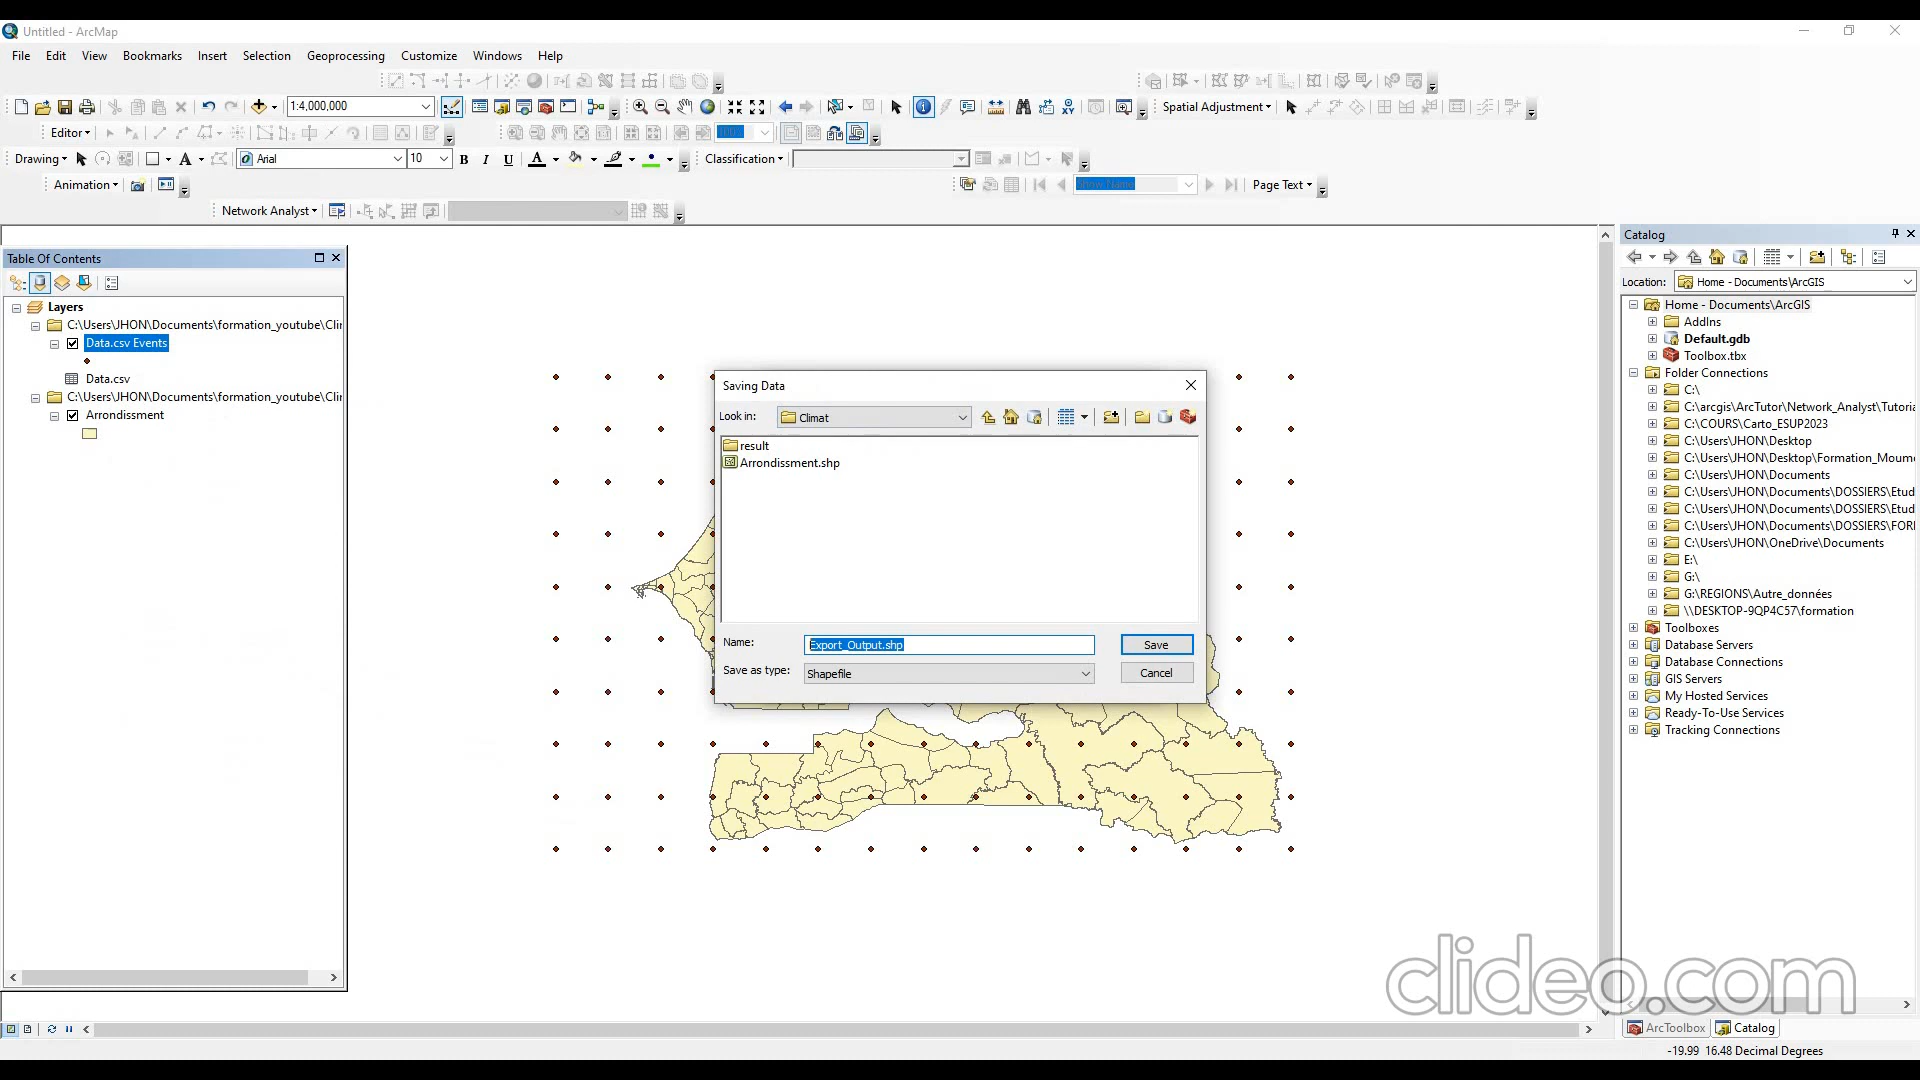 Untitled - ArcMap
File Edit View Bookmarks Insert Selection Geoprocessing Customize Windows Help
1:4,000,000
Spatial Adjustment
Editor
100%
Drawing
Arial
10
B I U A
Classification
Animation
Page Text
Network Analyst
Table Of Contents
Layers
C:\Users\JHON\Documents\formation_youtube\Clir
Data.csv Events
Data.csv
C:\Users\JHON\Documents\formation_youtube\Clir
Arrondissment
Saving Data
Look in:
Climat
result
Arrondissment.shp
Name:
Export_Output.shp
Save
Save as type:
Shapefile
Cancel
Catalog
Location:
Home - Documents\ArcGIS
Home - Documents\ArcGIS
AddIns
Default.gdb
Toolbox.tbx
Folder Connections
C:\
C:\arcgis\ArcTutor\Network_Analyst\Tutoria
C:\COURS\Carto_ESUP2023
C:\Users\JHON\Desktop
C:\Users\JHON\Desktop\Formation_Moum
C:\Users\JHON\Documents
C:\Users\JHON\Documents\DOSSIERS\Etud
C:\Users\JHON\Documents\DOSSIERS\Etud
C:\Users\JHON\Documents\DOSSIERS\FOR
C:\Users\JHON\OneDrive\Documents
E:\
G:\
G:\REGIONS\Autre_données
\\DESKTOP-9QP4C57\formation
Toolboxes
Database Servers
Database Connections
GIS Servers
My Hosted Services
Ready-To-Use Services
Tracking Connections
ArcToolbox
Catalog
-19.99 16.48 Decimal Degrees
clideo.com